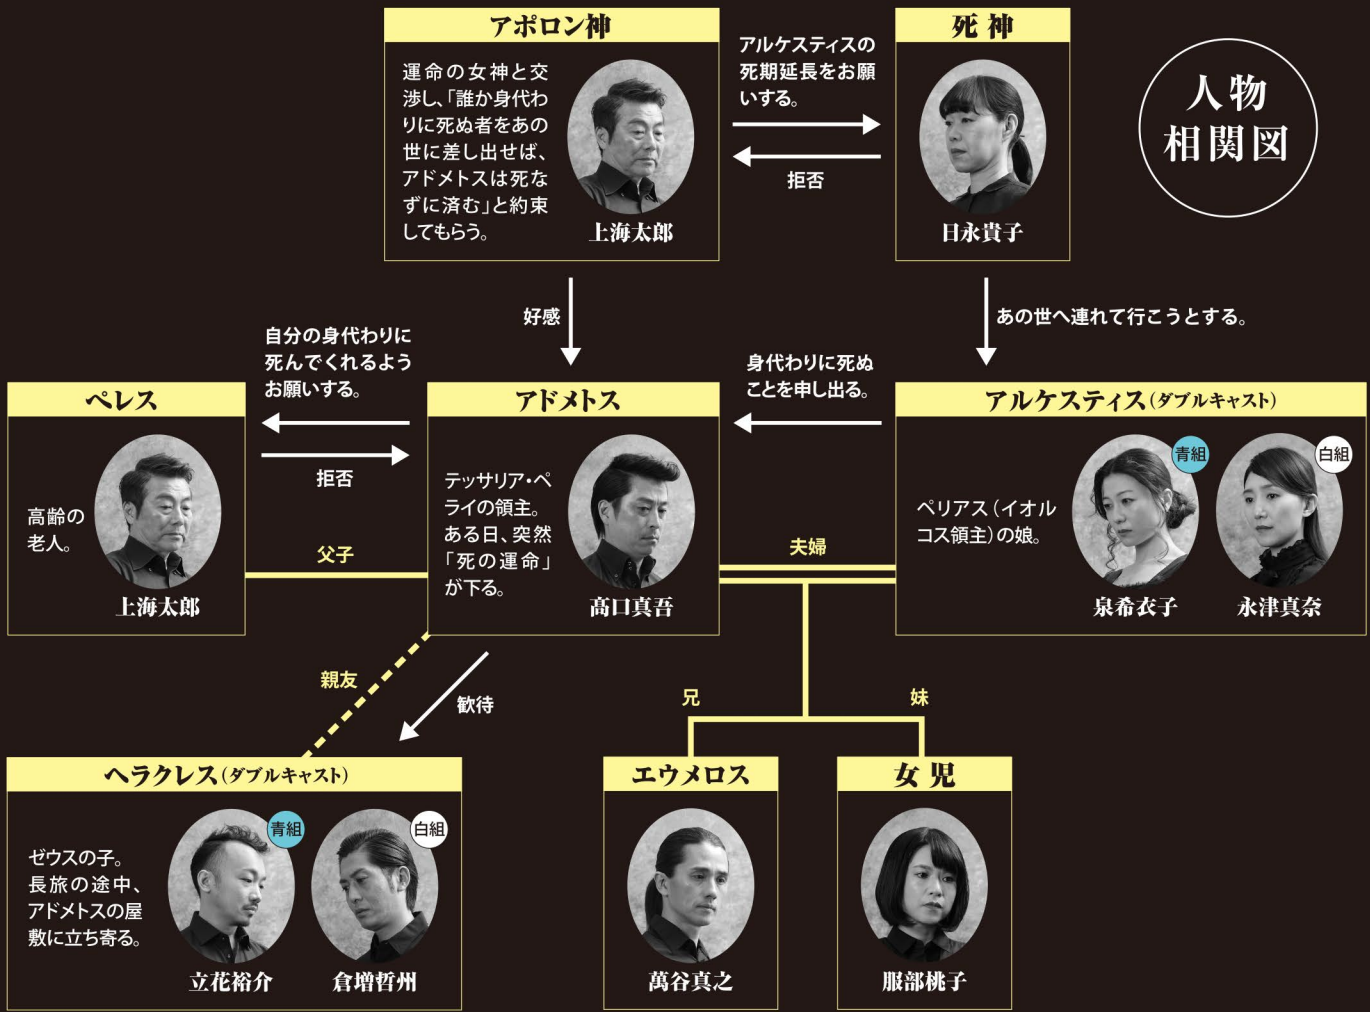 アポロン神
運命の女神と交
渉し、「誰か身代わ
りに死ぬ者をあの
世に差し出せば、
アドメトスは死な
ずに済む」と約束
してもらう。
上海太郎
アルケスティスの
死期延長をお願
いする。
拒否
死神
日永貴子
人物
相関図
好感
あの世へ連れて行こうとする。
自分の身代わりに
死んでくれるよう
お願いする。
拒否
身代わりに死ぬ
ことを申し出る。
ペレス
高齢の
老人。
上海太郎
父子
アドメトス
テッサリア・ペ
ライの領主。
ある日、突然
「死の運命」
が下る。
髙口真吾
夫婦
アルケスティス(ダブルキャスト)
ペリアス(イオル
コス領主)の娘。
青組
泉希衣子
白組
永津真奈
親友
歓待
兄
妹
ヘラクレス(ダブルキャスト)
ゼウスの子。
長旅の途中、
アドメトスの屋
敷に立ち寄る。
青組
立花裕介
白組
倉増哲州
エウメロス
萬谷真之
女児
服部桃子